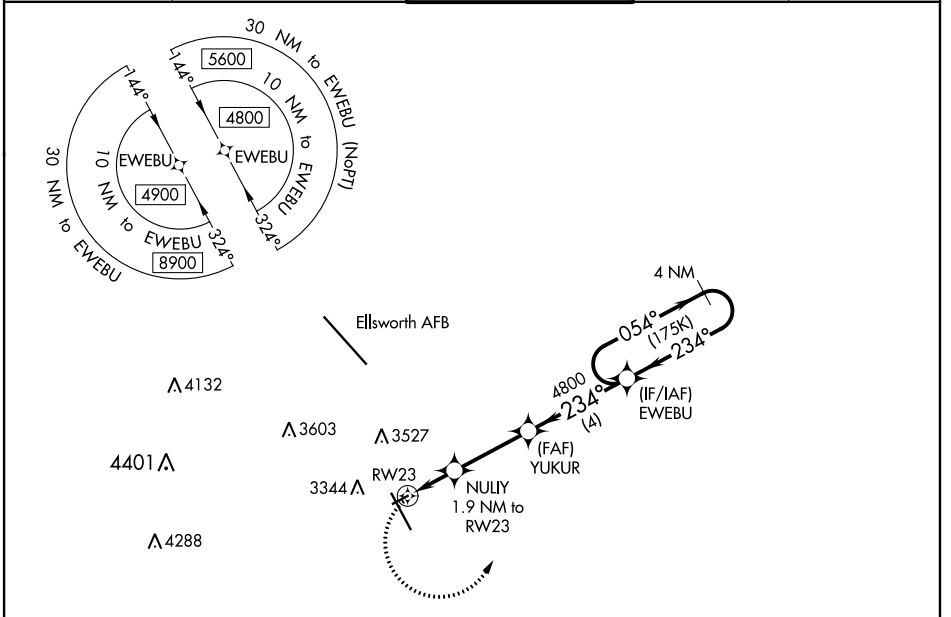 30 NM to EWEBU (NoPT)
144°
5600
10 NM to EWEBU
4800
EWEBU
324°
144°
EWEBU
4900
10 NM to EWEBU
324°
8900
30 NM to EWEBU
4 NM
Ellsworth AFB
054°
(175K)
234°
4132
4800
234°
(4)
(IF/IAF)
EWEBU
3603
3527
(FAF)
YUKUR
4401
RW23
3344
NULIY
1.9 NM to
RW23
4288